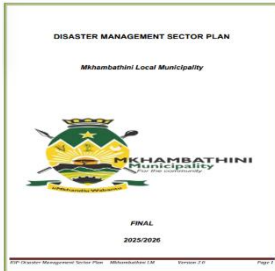 DISASTER MANAGEMENT SECTOR PLAN
Mkhambathini Local Municipality
MKHAMBATHINI
Municipality
For the community
FINAL
2025/2026
IDP Disaster Management Sector Plan Mkhambathini LM Version 2.0 Page 1